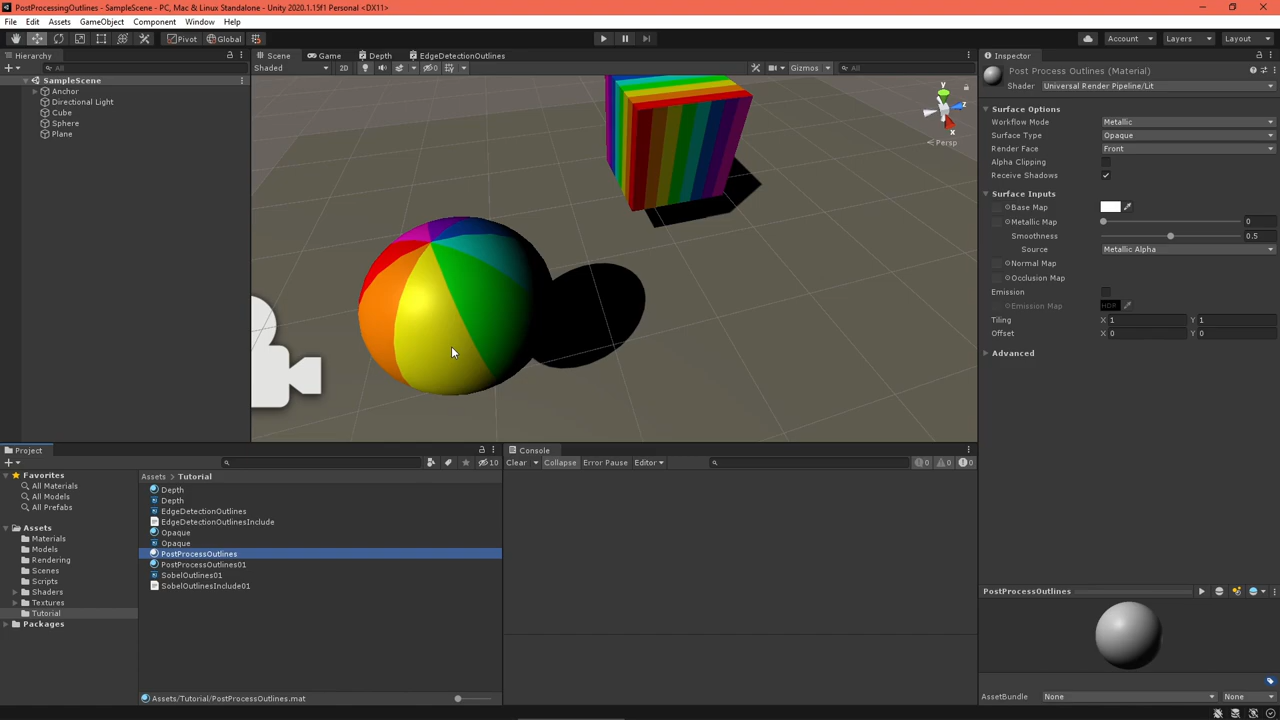 PostProcessingOutlines - SampleScene - PC, Mac & Linux Standalone - Unity 2020.1.15f1 Personal <DX11>
File Edit Assets GameObject Component Window Help
Pivot Global Account Layers Layout
Hierarchy
All
SampleScene
Anchor
Directional Light
Cube
Sphere
Plane
Scene Game Depth EdgeDetectionOutlines
Shaded 2D 0 Gizmos All
y
z
x
Persp
Inspector
Post Process Outlines (Material)
Shader Universal Render Pipeline/Lit
Surface Options
Workflow Mode Metallic
Surface Type Opaque
Render Face Front
Alpha Clipping
Receive Shadows
Surface Inputs
Base Map
Metallic Map 0
Smoothness 0.5
Source Metallic Alpha
Normal Map
Occlusion Map
Emission
Emission Map HDR
Tiling X 1 Y 1
Offset X 0 Y 0
Advanced
Project
10
Favorites
All Materials
All Models
All Prefabs
Assets
Materials
Models
Rendering
Scenes
Scripts
Shaders
Textures
Tutorial
Packages
Assets > Tutorial
Depth
Depth
EdgeDetectionOutlines
EdgeDetectionOutlinesInclude
Opaque
Opaque
PostProcessOutlines
PostProcessOutlines01
SobelOutlines01
SobelOutlinesInclude01
Assets/Tutorial/PostProcessOutlines.mat
Console
Clear Collapse Error Pause Editor 0 0 0
PostProcessOutlines
AssetBundle None None